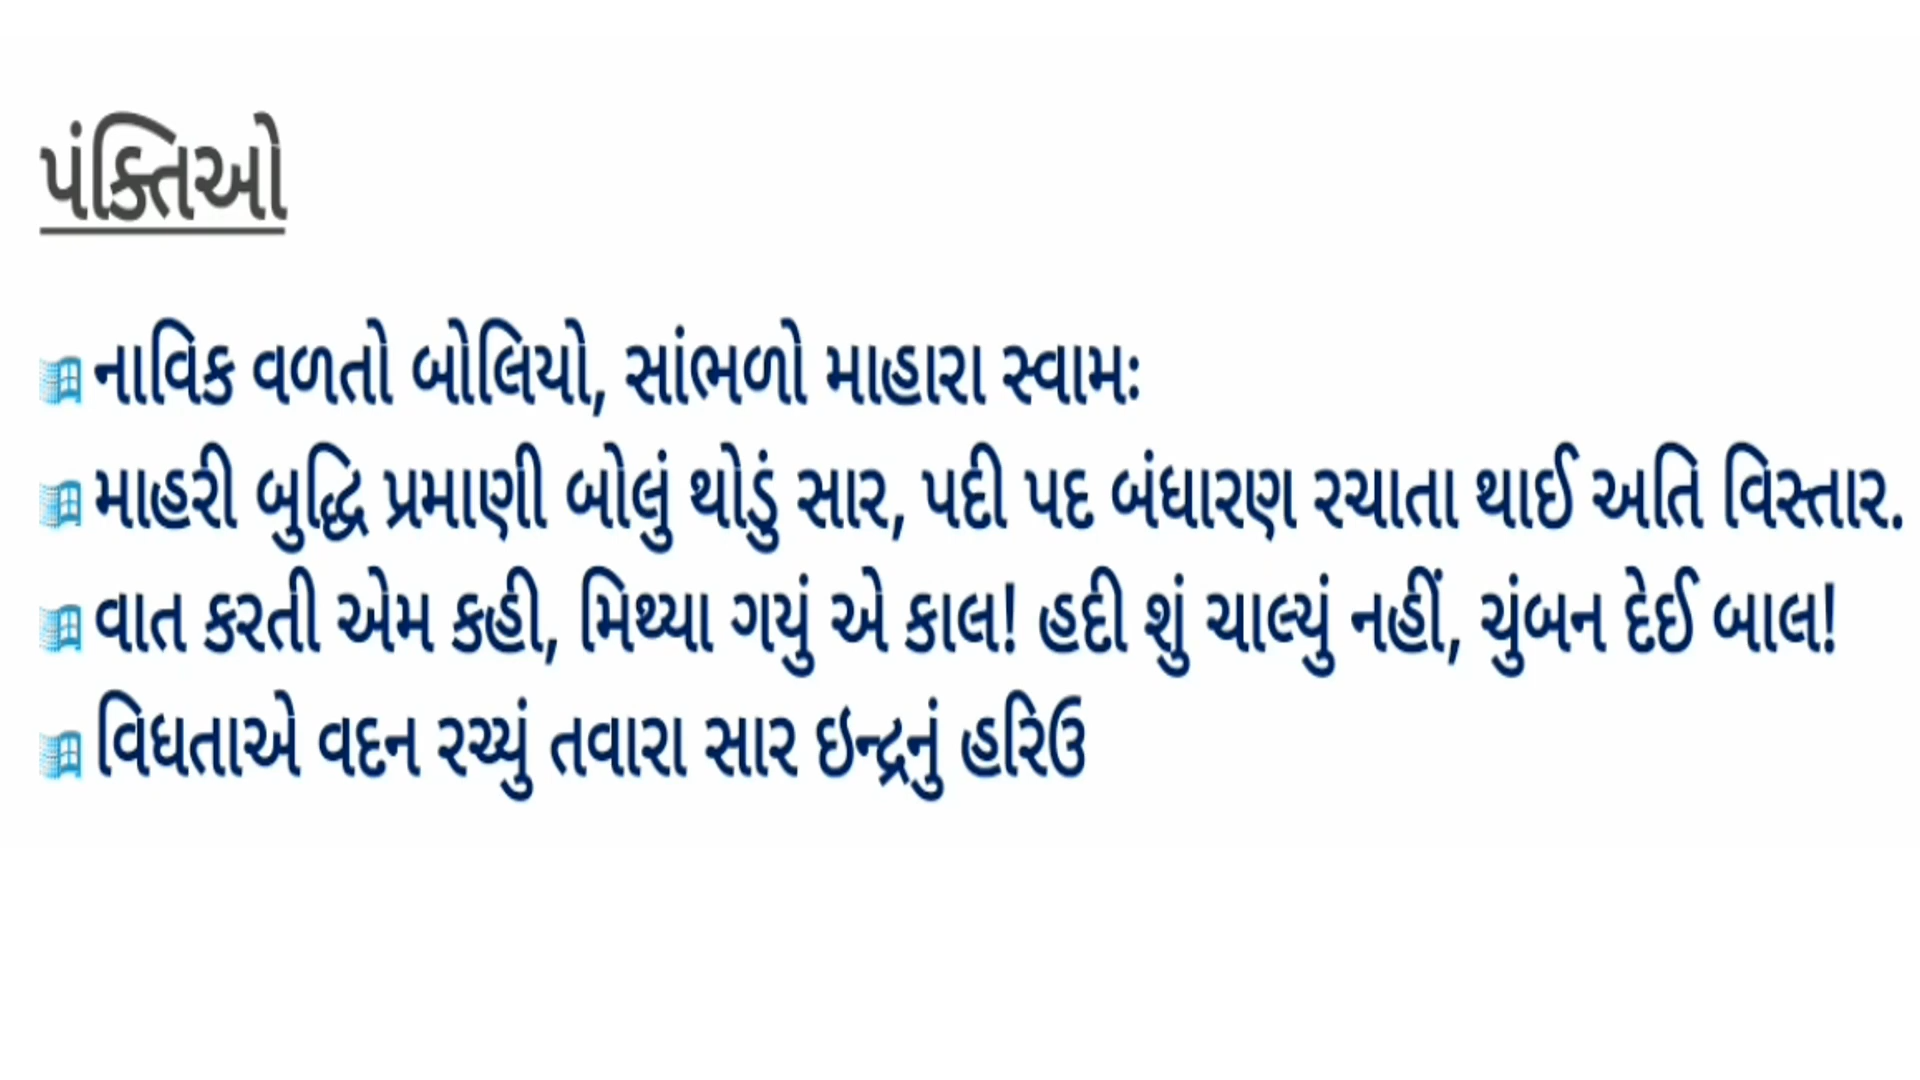 પંક્તિઓ
નાવિક વળતો બોલિયો, સાંભળો માહારા સ્વામઃ
માહરી બુદ્ધિ પ્રમાણી બોલું થોડું સાર, પદી પદ બંધારણ રચાતા થાઈ અતિ વિસ્તાર.
વાત કરતી એમ કહી, મિથ્યા ગયું એ કાલ! હદી શું ચાલ્યું નહીં, ચુંબન દેઈ બાલ!
વિધતાએ વદન રચ્યું તવારા સાર ઇન્દ્રનું હરિઉ